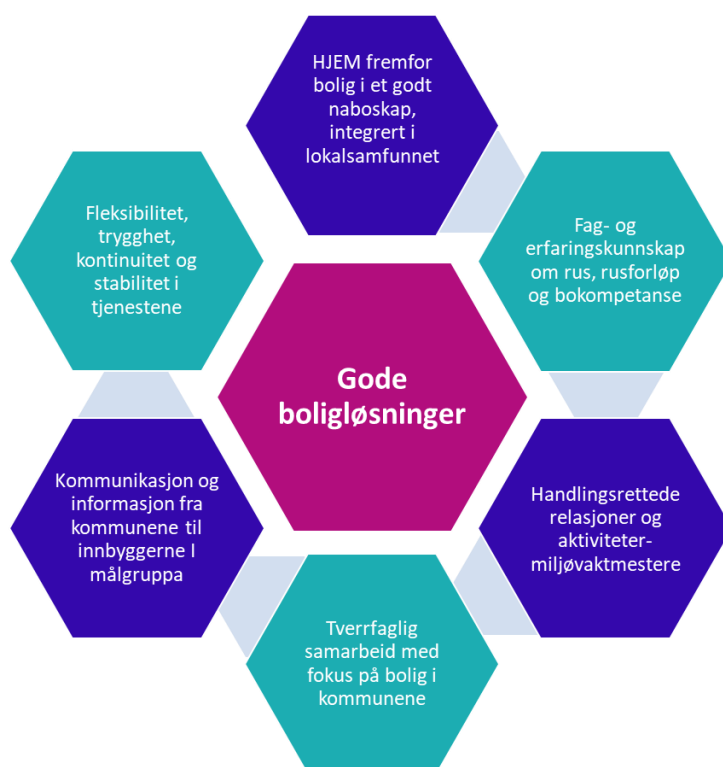 HJEM fremfor
bolig i et godt
naboskap,
integrert i
lokalsamfunnet
Fag- og
erfaringskunnskap
om rus, rusforløp
og bokompetanse
Handlingsrettede
relasjoner og
aktiviteter-
miljøvaktmestere
Tverrfaglig
samarbeid med
fokus på bolig i
kommunene
Kommunikasjon og
informasjon fra
kommunene til
innbyggerne I
målgruppa
Fleksibilitet,
trygghet,
kontinuitet og
stabilitet i
tjenestene
Gode
boligløsninger